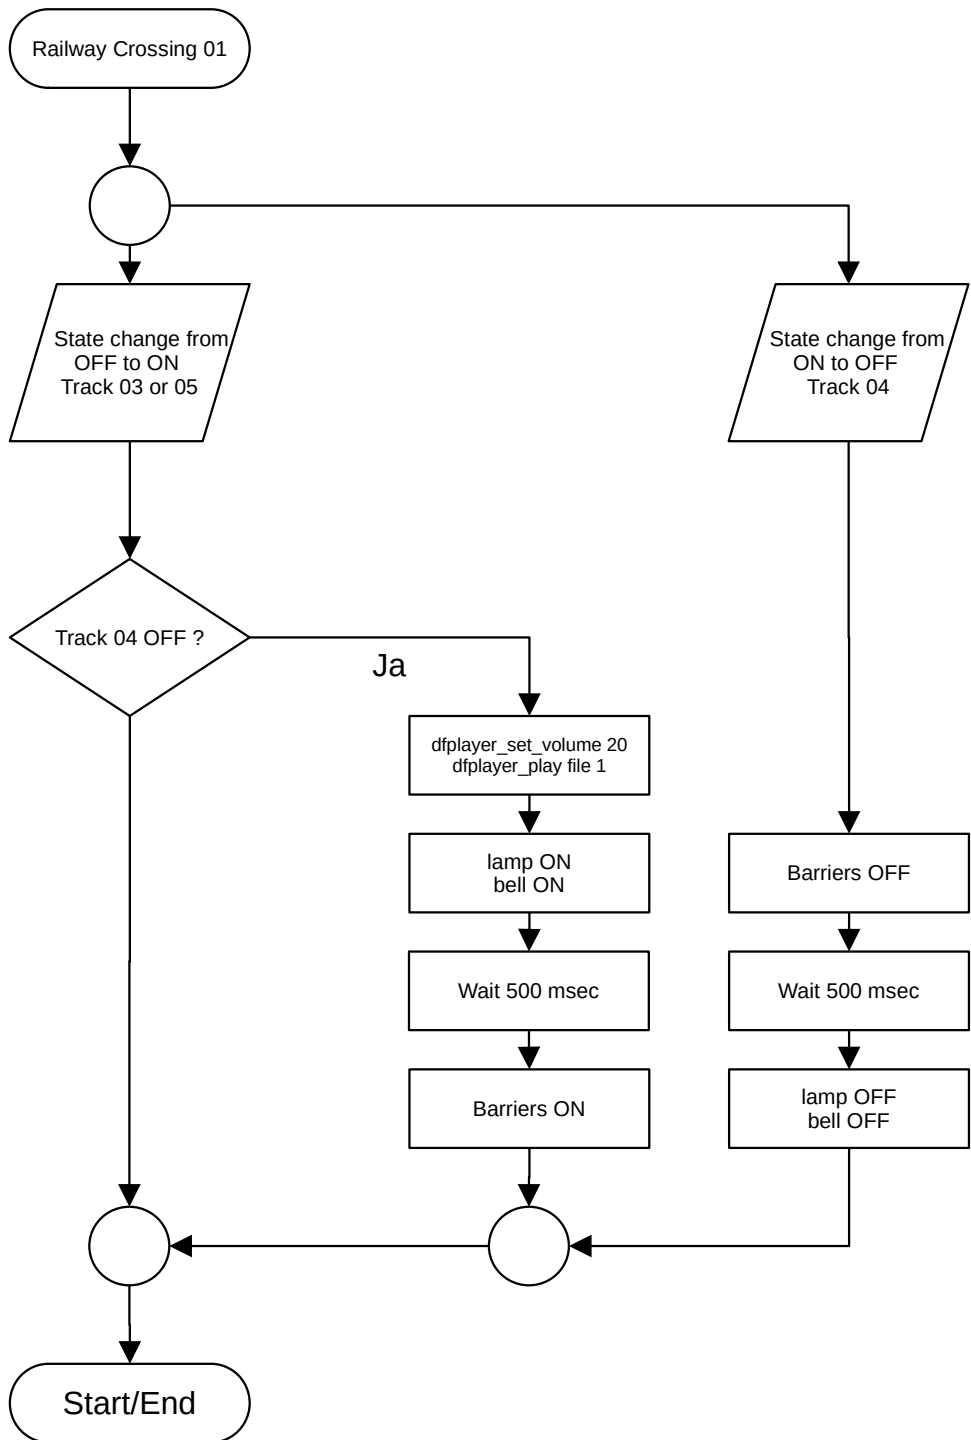 Railway Crossing 01
State change from
OFF to ON
Track 03 or 05
State change from
ON to OFF
Track 04
Track 04 OFF ?
Ja
dfplayer_set_volume 20
dfplayer_play file 1
lamp ON
bell ON
Barriers OFF
Wait 500 msec
Wait 500 msec
Barriers ON
lamp OFF
bell OFF
Start/End